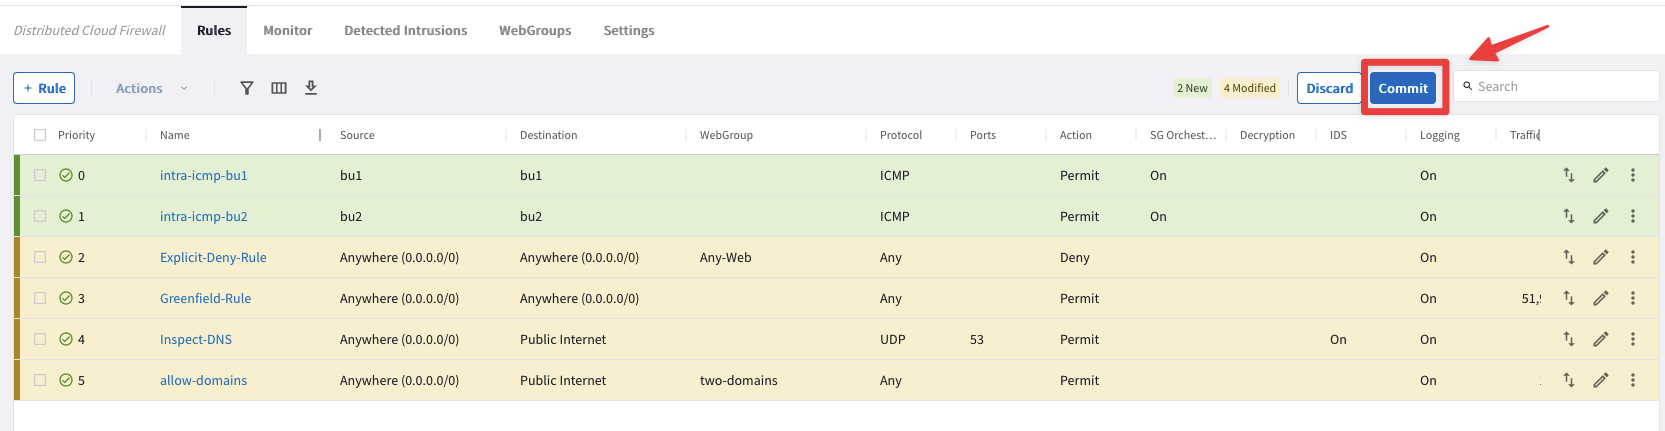 Distributed Cloud Firewall Rules Monitor Detected Intrusions WebGroups Settings
+ Rule Actions 2 New 4 Modified Discard Commit Search
Priority Name Source Destination WebGroup Protocol Ports Action SG Orchest... Decryption IDS Logging Traffic
0 intra-icmp-bu1 bu1 bu1 ICMP Permit On On
1 intra-icmp-bu2 bu2 bu2 ICMP Permit On On
2 Explicit-Deny-Rule Anywhere (0.0.0.0/0) Anywhere (0.0.0.0/0) Any-Web Any Deny On
3 Greenfield-Rule Anywhere (0.0.0.0/0) Anywhere (0.0.0.0/0) Any Permit On 51,
4 Inspect-DNS Anywhere (0.0.0.0/0) Public Internet UDP 53 Permit On On
5 allow-domains Anywhere (0.0.0.0/0) Public Internet two-domains Any Permit On